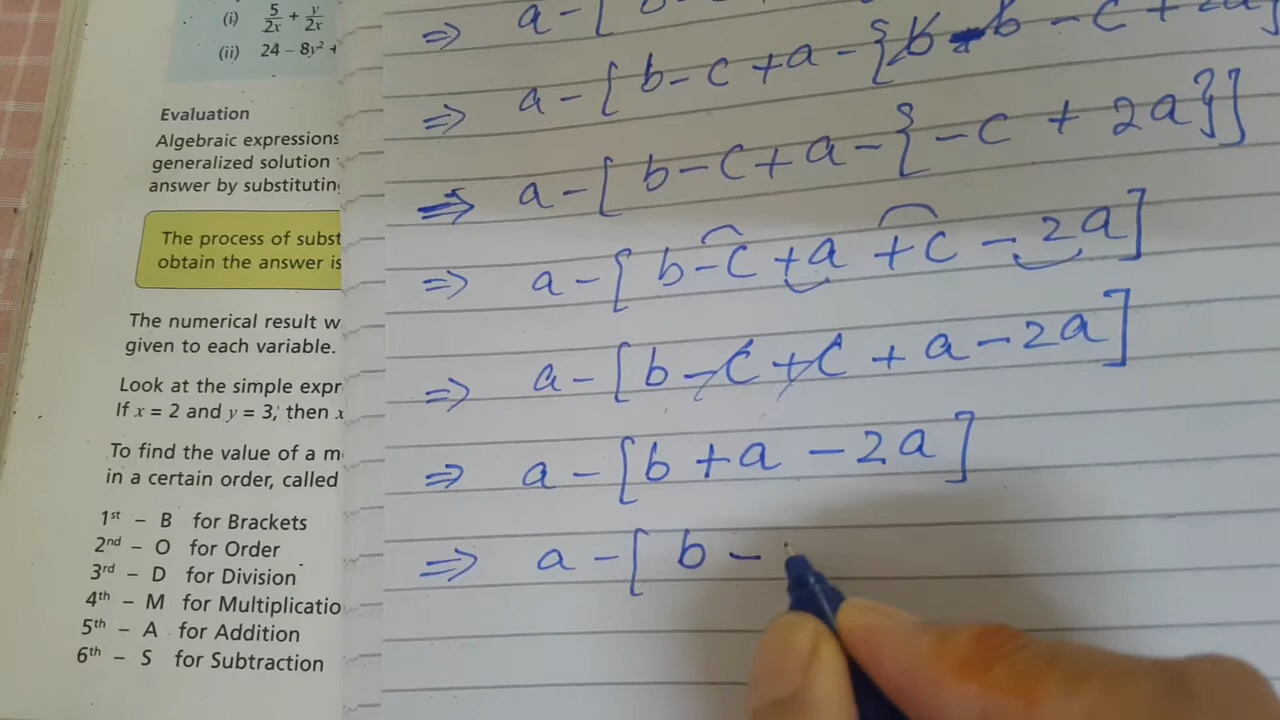 (i) 5/2x + y/2x
(ii) 24 – 8y² +
Evaluation
Algebraic expressions
generalized solution
answer by substituting
The process of subst
obtain the answer is
The numerical result w
given to each variable.
Look at the simple expr
If x = 2 and y = 3, then x
To find the value of a m
in a certain order, called
1st – B for Brackets
2nd – O for Order
3rd – D for Division
4th – M for Multiplicatio
5th – A for Addition
6th – S for Subtraction
⇒ a - [
⇒ a - [ b - c + a - { b - b - c + 2a }
⇒ a - [ b - c + a - { - c + 2a } ]
⇒ a - [ b - c + a + c - 2a ]
⇒ a - [ b - c + c + a - 2a ]
⇒ a - [ b + a - 2a ]
⇒ a - [ b -